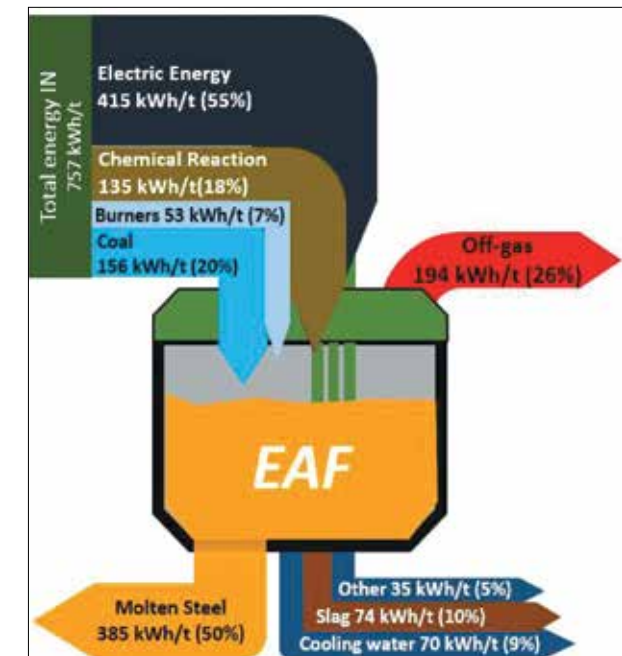 Total energy IN
757 kWh/t
Electric Energy
415 kWh/t (55%)
Chemical Reaction
135 kWh/t(18%)
Burners 53 kWh/t (7%)
Coal
156 kWh/t (20%)
Off-gas
194 kWh/t (26%)
EAF
Other 35 kWh/t (5%)
Molten Steel
385 kWh/t (50%)
Slag 74 kWh/t (10%)
Cooling water 70 kWh/t (9%)